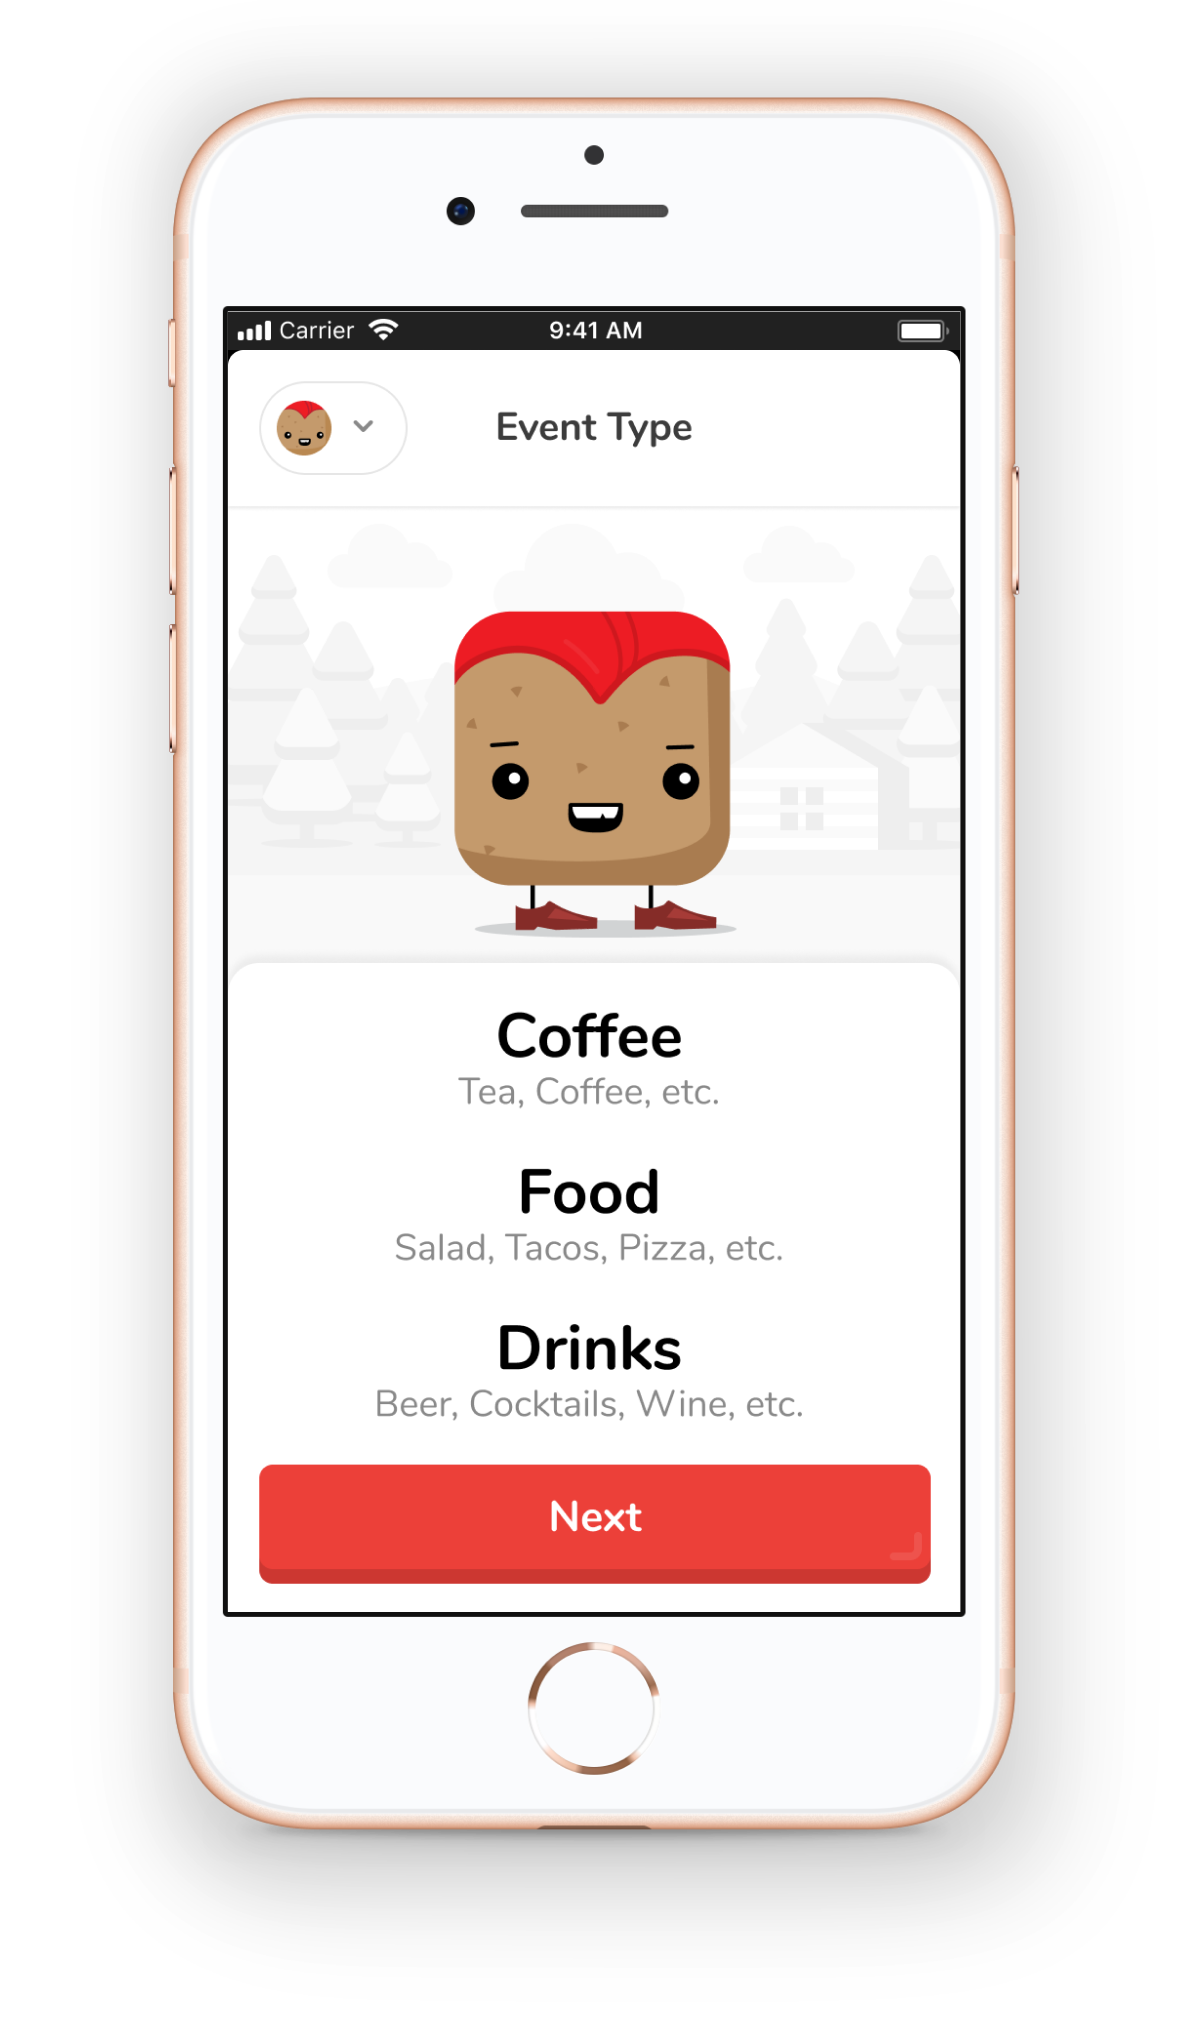 Carrier 9:41 AM
Event Type
Coffee
Tea, Coffee, etc.
Food
Salad, Tacos, Pizza, etc.
Drinks
Beer, Cocktails, Wine, etc.
Next